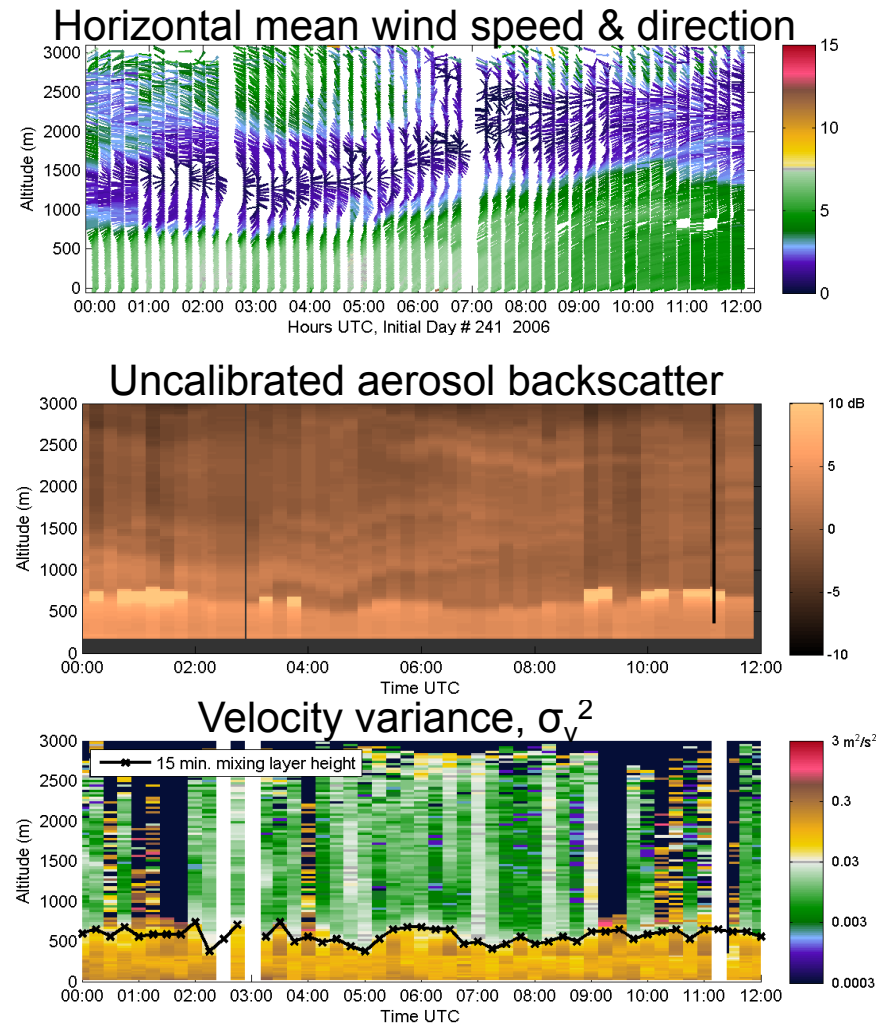 Horizontal mean wind speed & direction
3000
2500
2000
1500
1000
500
0
Altitude (m)
00:00 01:00 02:00 03:00 04:00 05:00 06:00 07:00 08:00 09:00 10:00 11:00 12:00
Hours UTC, Initial Day # 241 2006
15
10
5
0
Uncalibrated aerosol backscatter
3000
2500
2000
1500
1000
500
0
Altitude (m)
00:00 02:00 04:00 06:00 08:00 10:00 12:00
Time UTC
10 dB
5
0
-5
-10
Velocity variance, σv²
15 min. mixing layer height
3000
2500
2000
1500
1000
500
0
Altitude (m)
00:00 01:00 02:00 03:00 04:00 05:00 06:00 07:00 08:00 09:00 10:00 11:00 12:00
Time UTC
3 m²/s²
0.3
0.03
0.003
0.0003